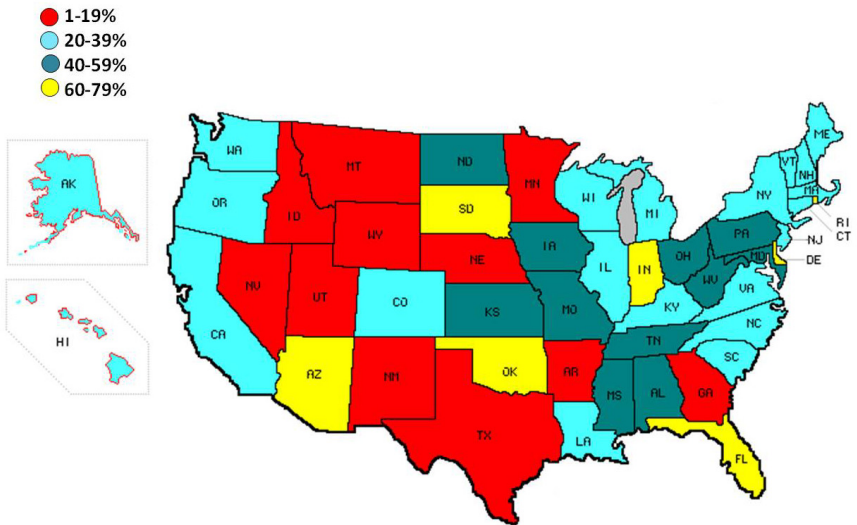 1-19%
20-39%
40-59%
60-79%
ME
WA
MT
ND
MN
VT
NH
AK
OR
ID
SD
WI
MI
NY
MA
RI
CT
WY
IA
PA
NJ
NE
IL
IN
OH
MD
DE
NV
UT
CO
KS
MO
WV
VA
KY
HI
CA
NC
TN
SC
AZ
NM
OK
AR
MS
AL
GA
TX
LA
FL